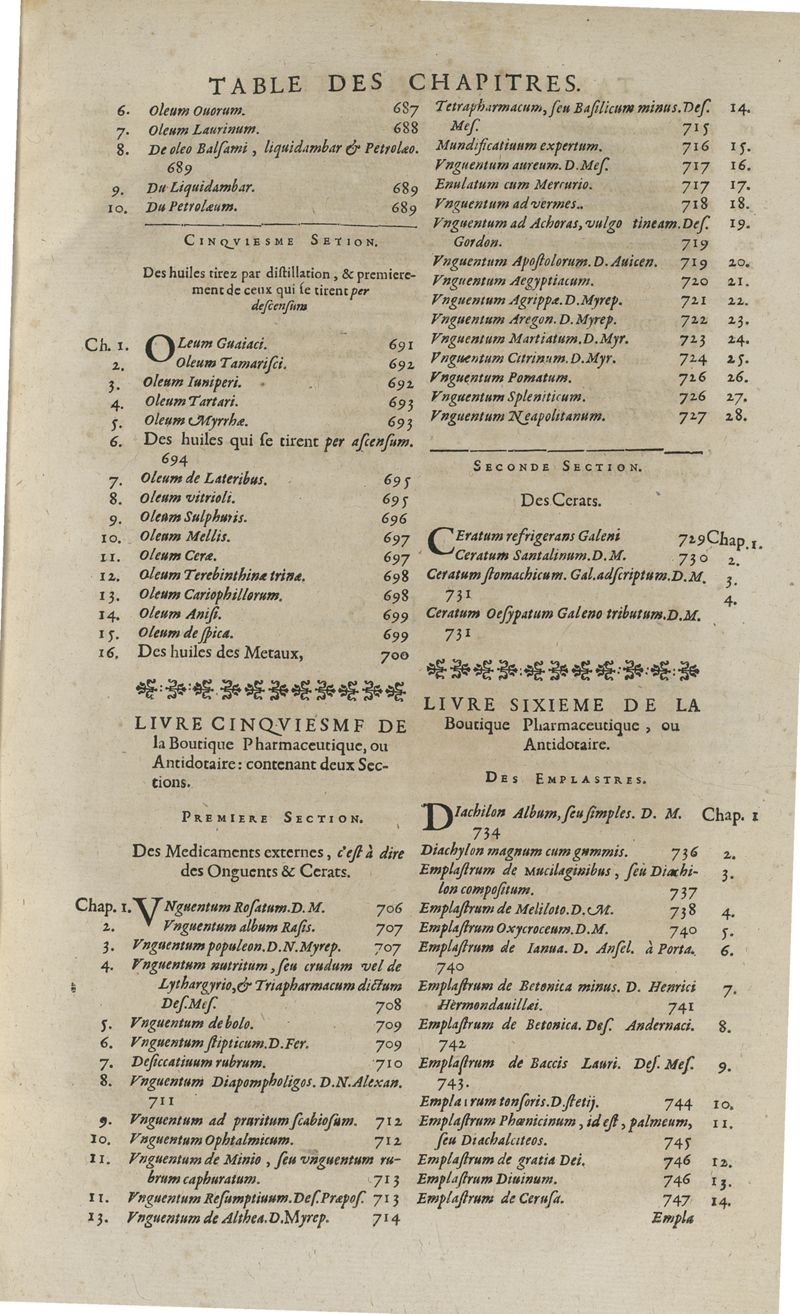 TABLE DES CHAPITRES.
6. Oleum Ouorum. 687
7. Oleum Laurinum. 688
8. De oleo Balſami, liquidambar & Petrolæo.
689
9. Du Liquidambar. 689
10. Du Petrolæum. 689
CINQVIESME SETION.
Des huiles tirez par diſtillation, & premiere-
ment de ceux qui ſe tirent per
deſcenſum
Ch. 1. OLeum Guaiaci. 691
2. Oleum Tamariſci. 692
3. Oleum Iuniperi. 692
4. Oleum Tartari. 693
5. Oleum Myrrhæ. 693
6. Des huiles qui ſe tirent per aſcenſum.
694
7. Oleum de Lateribus. 695
8. Oleum vitrioli. 695
9. Oleum Sulphuris. 696
10. Oleum Mellis. 697
11. Oleum Ceræ. 697
12. Oleum Terebinthinæ trinæ. 698
13. Oleum Cariophillorum. 698
14. Oleum Aniſi. 699
15. Oleum de ſpica. 699
16. Des huiles des Metaux, 700
LIVRE CINQVIESMF DE
la Boutique Pharmaceutique, ou
Antidotaire: contenant deux Sec-
tions.
PREMIERE SECTION.
Des Medicaments externes, c'eſt à dire
des Onguents & Cerats.
Chap. 1. VNguentum Roſatum. D. M. 706
2. Vnguentum album Raſis. 707
3. Vnguentum populeon. D. N. Myrep. 707
4. Vnguentum nutritum, ſeu crudum vel de
Lythargyrio, & Triapharmacum dictum
Deſ. Meſ. 708
5. Vnguentum de bolo. 709
6. Vnguentum ſtipticum. D. Fer. 709
7. Deſiccatiuum rubrum. 710
8. Vnguentum Diapompholigos. D. N. Alexan.
711
9. Vnguentum ad pruritum ſcabioſum. 712
10. Vnguentum Ophtalmicum. 712
11. Vnguentum de Minio, ſeu vnguentum ru-
brum caphuratum. 713
11. Vnguentum Reſumptiuum. Deſ. Præpoſ. 713
13. Vnguentum de Althea. D. Myrep. 714
Tetrapharmacum, ſeu Baſilicum minus. Deſ. 14.
Meſ. 715
Mundificatiuum expertum. 716 15.
Vnguentum aureum. D. Meſ. 717 16.
Enulatum cum Mercurio. 717 17.
Vnguentum ad vermes.. 718 18.
Vnguentum ad Achoras, vulgo tineam. Deſ. 19.
Gordon. 719
Vnguentum Apoſtolorum. D. Auicen. 719 20.
Vnguentum Aegyptiacum. 720 21.
Vnguentum Agrippæ. D. Myrep. 721 22.
Vnguentum Aregon. D. Myrep. 722 23.
Vnguentum Martiatum. D. Myr. 723 24.
Vnguentum Citrinum. D. Myr. 724 25.
Vnguentum Pomatum. 726 26.
Vnguentum Spleniticum. 726 27.
Vnguentum Neapolitanum. 727 28.
SECONDE SECTION.
Des Cerats.
CEratum refrigerans Galeni 729 Chap. 1.
Ceratum Santalinum. D. M. 730 2.
Ceratum ſtomachicum. Gal. adſcriptum. D. M. 3.
731
4.
Ceratum Oeſypatum Galeno tributum. D. M.
731
LIVRE SIXIEME DE LA
Boutique Pharmaceutique, ou
Antidotaire.
DES EMPLASTRES.
DIachilon Album, ſeu ſimples. D. M. Chap. 1
734
Diachylon magnum cum gummis. 736 2.
Emplaſtrum de Mucilaginibus, ſeu Diachi- 3.
lon compoſitum. 737
Emplaſtrum de Meliloto. D. M. 738 4.
Emplaſtrum Oxycroceum. D. M. 740 5.
Emplaſtrum de Ianua. D. Anſel. à Porta. 6.
740
Emplaſtrum de Betonica minus. D. Henrici 7.
Hermondauillæi. 741
Emplaſtrum de Betonica. Deſ. Andernaci. 8.
742
Emplaſtrum de Baccis Lauri. Deſ. Meſ. 9.
743.
Empla rum tonſoris. D. ſtetij. 744 10.
Emplaſtrum Phœnicinum, id eſt, palmeum, 11.
ſeu Diachalciteos. 745
Emplaſtrum de gratia Dei. 746 12.
Emplaſtrum Diuinum. 746 13.
Emplaſtrum de Ceruſa. 747 14.
Empla